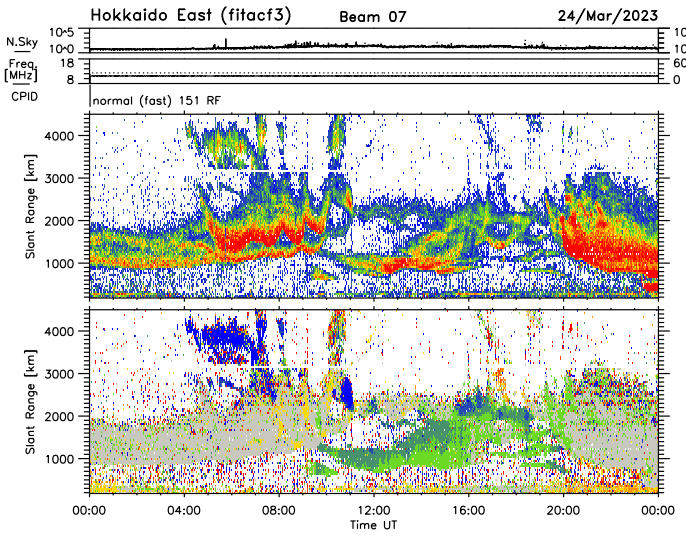 Hokkaido East (fitacf3) Beam 07 24/Mar/2023
N.Sky 10^5 10^0 10 10
Freq. [MHz] 18 8 60 0
CPID normal (fast) 151 RF
Slant Range [km]
4000
3000
2000
1000
Slant Range [km]
4000
3000
2000
1000
00:00 04:00 08:00 12:00 16:00 20:00 00:00
Time UT